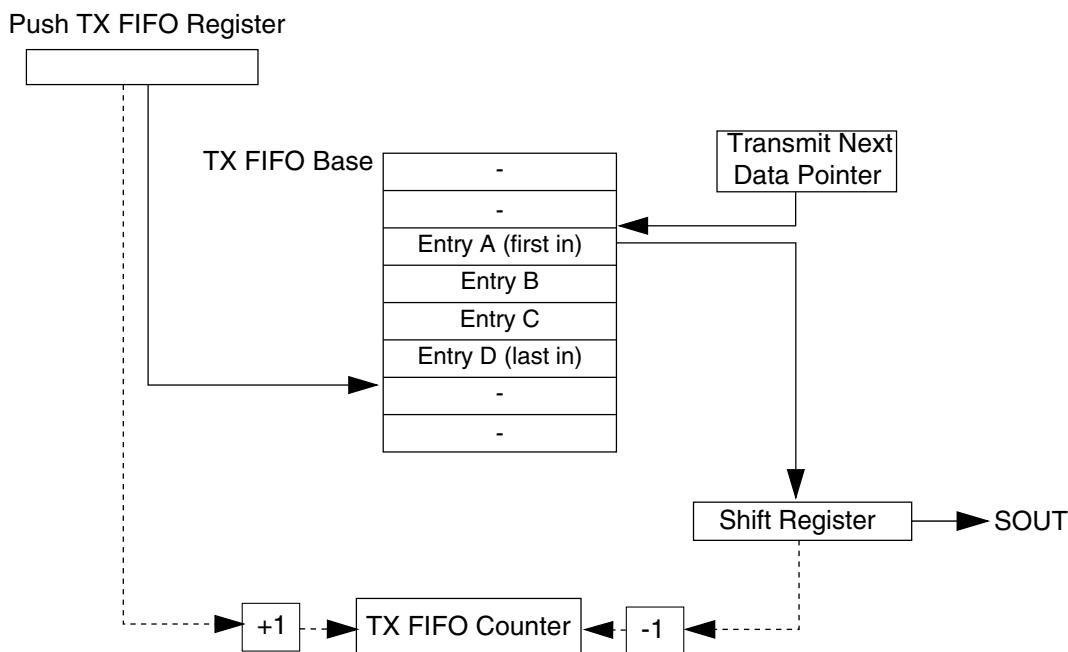 Push TX FIFO Register
TX FIFO Base
-
-
Entry A (first in)
Entry B
Entry C
Entry D (last in)
-
-
Transmit Next
Data Pointer
Shift Register
SOUT
+1
TX FIFO Counter
-1